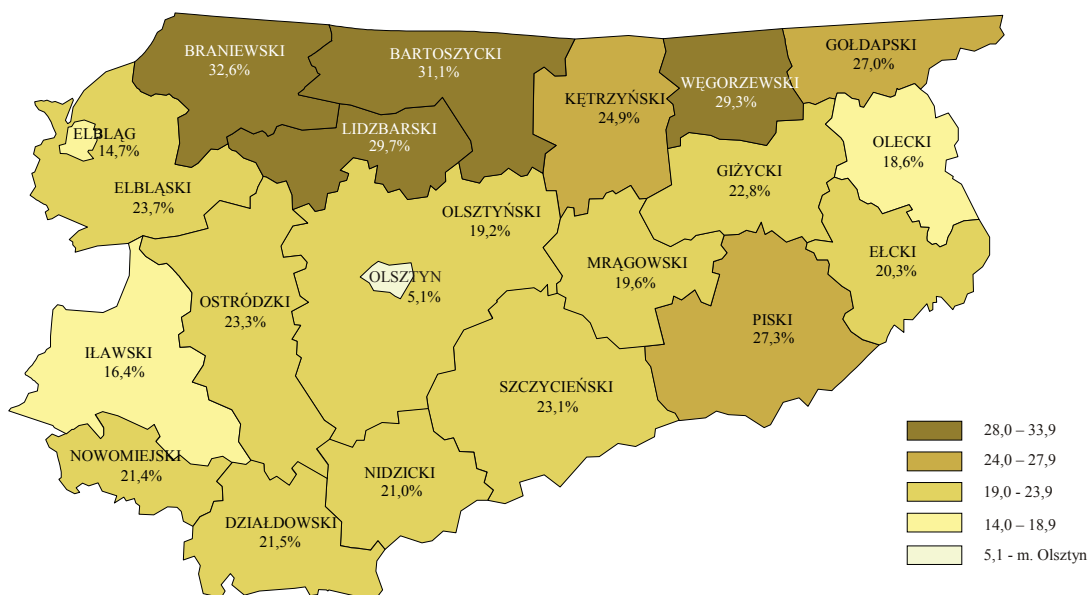 BRANIEWSKI
32,6%
BARTOSZYCKI
31,1%
GOŁDAPSKI
27,0%
WĘGORZEWSKI
29,3%
KĘTRZYŃSKI
24,9%
LIDZBARSKI
29,7%
ELBLĄG
14,7%
OLECKI
18,6%
ELBLĄSKI
23,7%
GIŻYCKI
22,8%
OLSZTYŃSKI
19,2%
EŁCKI
20,3%
MRĄGOWSKI
19,6%
OLSZTYN
5,1%
OSTRÓDZKI
23,3%
PISKI
27,3%
IŁAWSKI
16,4%
SZCZYCIEŃSKI
23,1%
NOWOMIEJSKI
21,4%
NIDZICKI
21,0%
DZIAŁDOWSKI
21,5%
28,0 – 33,9
24,0 – 27,9
19,0 - 23,9
14,0 – 18,9
5,1 - m. Olsztyn